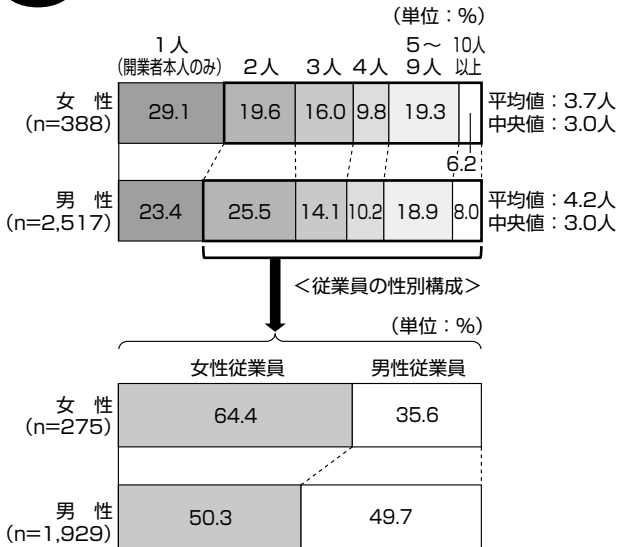 (単位：%)
1人
(開業者本人のみ)
2人
3人
4人
5～
9人
10人
以上
女 性
(n=388)
29.1
19.6
16.0
9.8
19.3
6.2
平均値：3.7人
中央値：3.0人
男 性
(n=2,517)
23.4
25.5
14.1
10.2
18.9
8.0
平均値：4.2人
中央値：3.0人
＜従業員の性別構成＞
(単位：%)
女性従業員
男性従業員
女 性
(n=275)
64.4
35.6
男 性
(n=1,929)
50.3
49.7